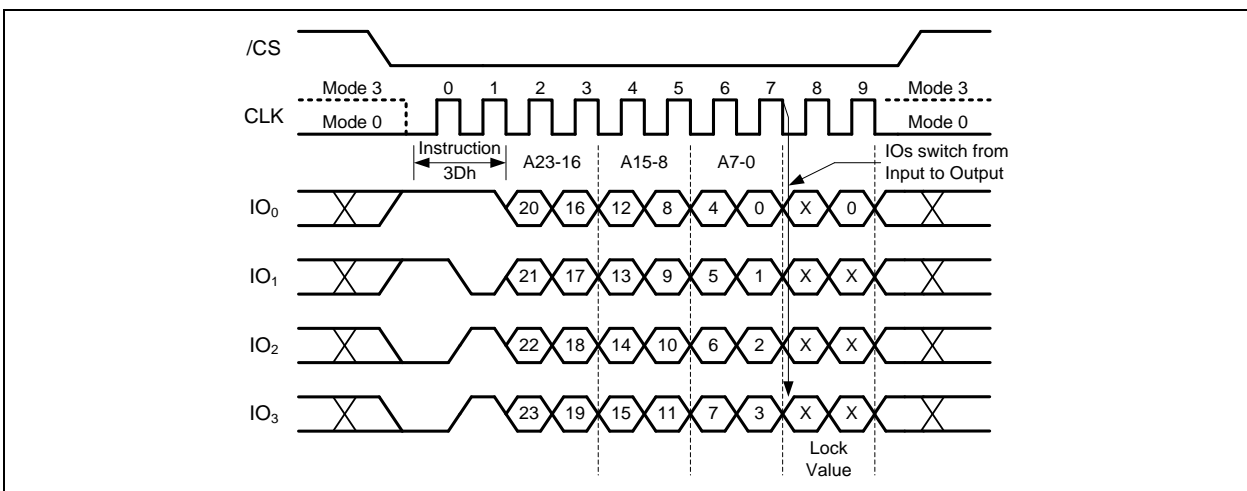 /CS
Mode 3 0 1 2 3 4 5 6 7 8 9 Mode 3
CLK
Mode 0 Mode 0
Instruction
3Dh
A23-16 A15-8 A7-0
IOs switch from
Input to Output
IO0 20 16 12 8 4 0 X 0
IO1 21 17 13 9 5 1 X X
IO2 22 18 14 10 6 2 X X
IO3 23 19 15 11 7 3 X X
Lock
Value